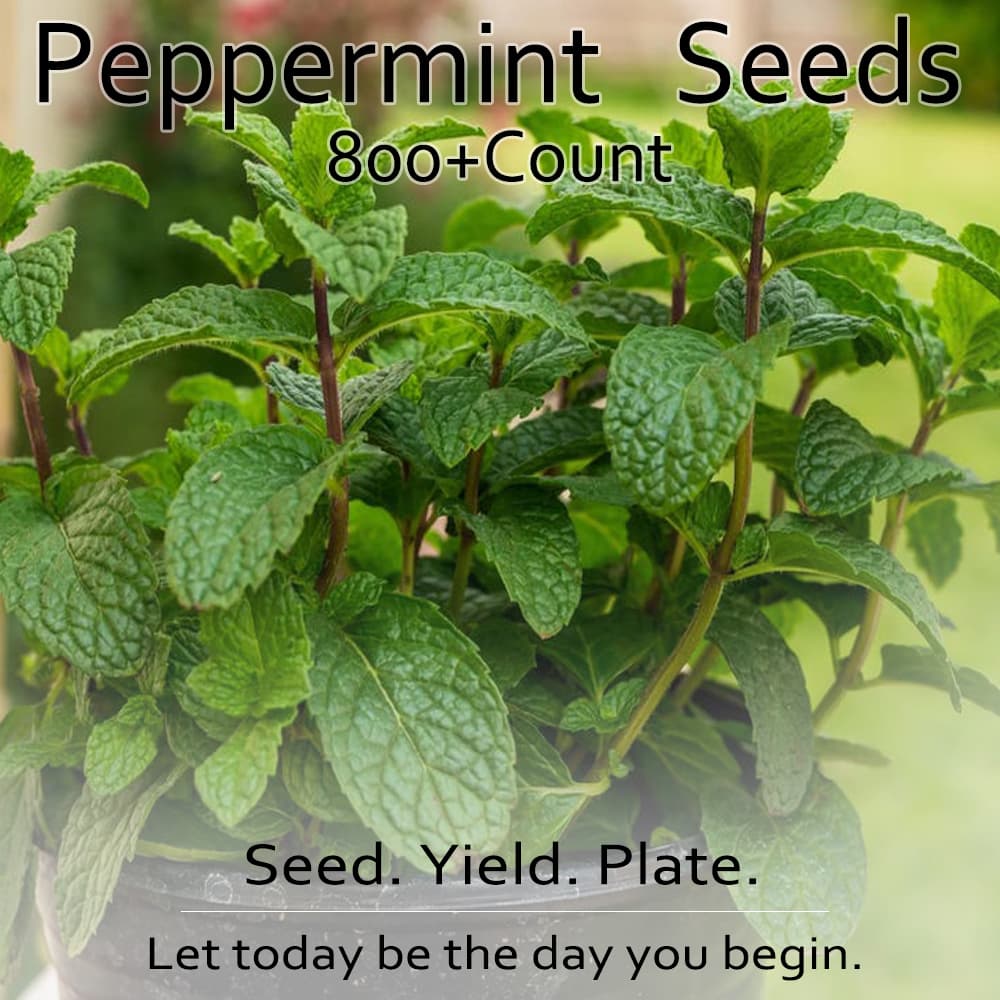 Peppermint Seeds
800+Count
Seed. Yield. Plate.
Let today be the day you begin.